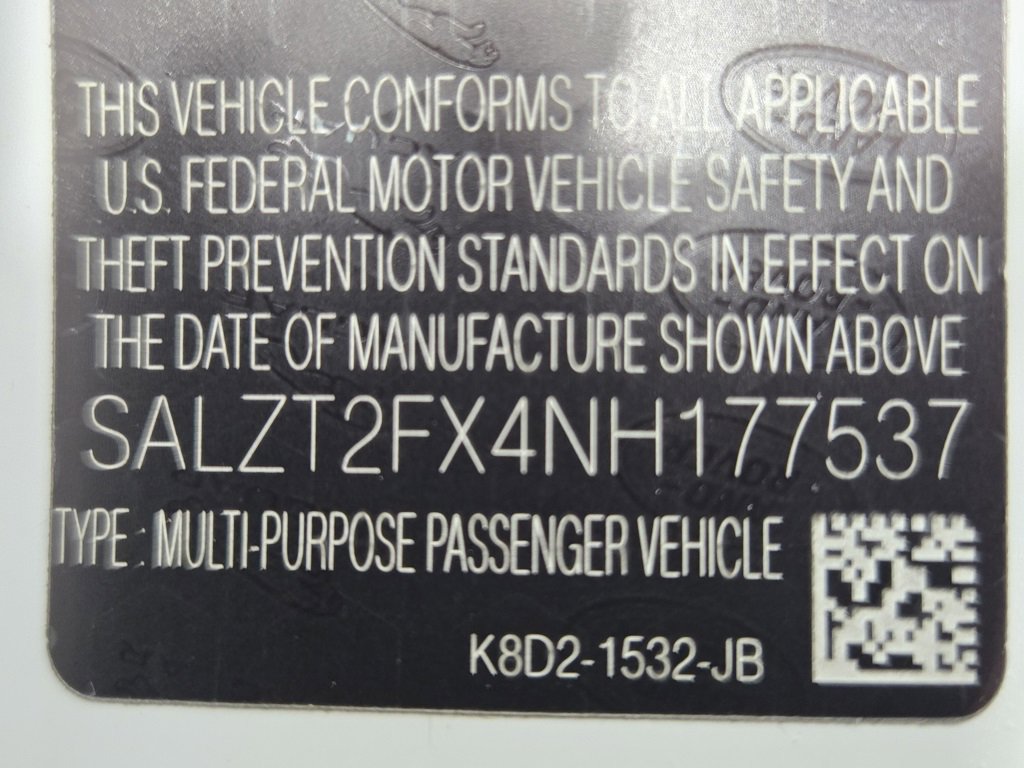 THIS VEHICLE CONFORMS TO ALL APPLICABLE
U.S. FEDERAL MOTOR VEHICLE SAFETY AND
THEFT PREVENTION STANDARDS IN EFFECT ON
THE DATE OF MANUFACTURE SHOWN ABOVE
SALZT2FX4NH177537
TYPE : MULTI-PURPOSE PASSENGER VEHICLE
K8D2-1532-JB